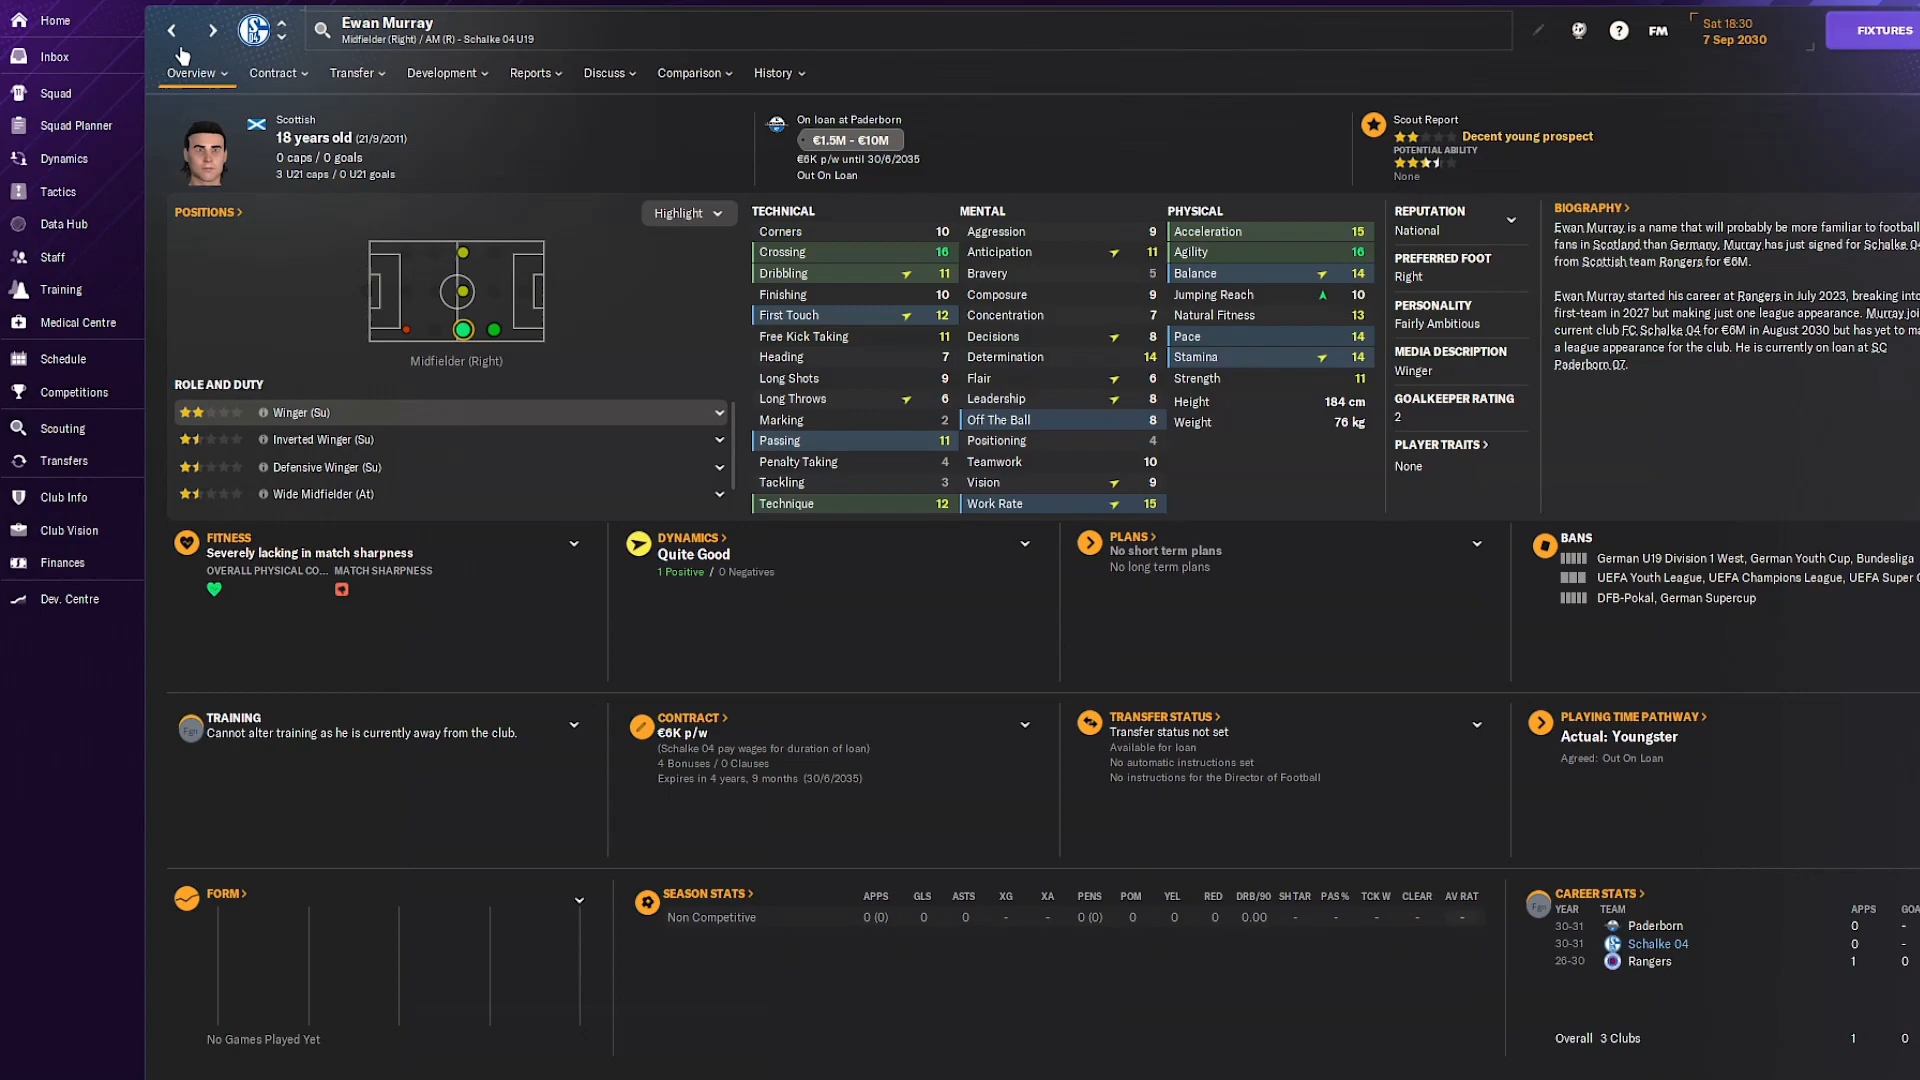 Home
Inbox
Squad
Squad Planner
Dynamics
Tactics
Data Hub
Staff
Training
Medical Centre
Schedule
Competitions
Scouting
Transfers
Club Info
Club Vision
Finances
Dev. Centre
Ewan Murray
Midfielder (Right) / AM (R) - Schalke 04 U19
? FM
Sat 18:30
7 Sep 2030
FIXTURES
Overview Contract Transfer Development Reports Discuss Comparison History
Scottish
18 years old (21/9/2011)
0 caps / 0 goals
3 U21 caps / 0 U21 goals
On loan at Paderborn
€1.5M - €10M
€6K p/w until 30/6/2035
Out On Loan
Scout Report
Decent young prospect
POTENTIAL ABILITY
None
POSITIONS >
Highlight
Midfielder (Right)
ROLE AND DUTY
Winger (Su)
Inverted Winger (Su)
Defensive Winger (Su)
Wide Midfielder (At)
TECHNICAL
Corners 10
Crossing 16
Dribbling 11
Finishing 10
First Touch 12
Free Kick Taking 11
Heading 7
Long Shots 9
Long Throws 6
Marking 2
Passing 11
Penalty Taking 4
Tackling 3
Technique 12
MENTAL
Aggression 9
Anticipation 11
Bravery 5
Composure 9
Concentration 7
Decisions 8
Determination 14
Flair 6
Leadership 8
Off The Ball 8
Positioning 4
Teamwork 10
Vision 9
Work Rate 15
PHYSICAL
Acceleration 15
Agility 16
Balance 14
Jumping Reach 10
Natural Fitness 13
Pace 14
Stamina 14
Strength 11
Height 184 cm
Weight 76 kg
REPUTATION
National
PREFERRED FOOT
Right
PERSONALITY
Fairly Ambitious
MEDIA DESCRIPTION
Winger
GOALKEEPER RATING
2
PLAYER TRAITS >
None
BIOGRAPHY >
Ewan Murray is a name that will probably be more familiar to football
fans in Scotland than Germany, Murray has just signed for Schalke 04
from Scottish team Rangers for €6M.
Ewan Murray started his career at Rangers in July 2023, breaking into
first-team in 2027 but making just one league appearance. Murray joi
current club FC Schalke 04 for €6M in August 2030 but has yet to ma
a league appearance for the club. He is currently on loan at SC
Paderborn 07.
FITNESS
Severely lacking in match sharpness
OVERALL PHYSICAL CO... MATCH SHARPNESS
DYNAMICS >
Quite Good
1 Positive / 0 Negatives
PLANS >
No short term plans
No long term plans
BANS
German U19 Division 1 West, German Youth Cup, Bundesliga
UEFA Youth League, UEFA Champions League, UEFA Super C
DFB-Pokal, German Supercup
Fgn
TRAINING
Cannot alter training as he is currently away from the club.
CONTRACT >
€6K p/w
(Schalke 04 pay wages for duration of loan)
4 Bonuses / 0 Clauses
Expires in 4 years, 9 months (30/6/2035)
TRANSFER STATUS >
Transfer status not set
Available for loan
No automatic instructions set
No instructions for the Director of Football
PLAYING TIME PATHWAY >
Actual: Youngster
Agreed: Out On Loan
FORM >
No Games Played Yet
SEASON STATS > APPS GLS ASTS XG XA PENS POM YEL RED DRB/90 SH TAR PAS % TCK W CLEAR AV RAT
Non Competitive 0 (0) 0 0 - - 0 (0) 0 0 0 0.00 - - - - -
Fgn
CAREER STATS >
YEAR TEAM APPS GOA
30-31 Paderborn 0 -
30-31 Schalke 04 0 -
26-30 Rangers 1 0
Overall 3 Clubs 1 0